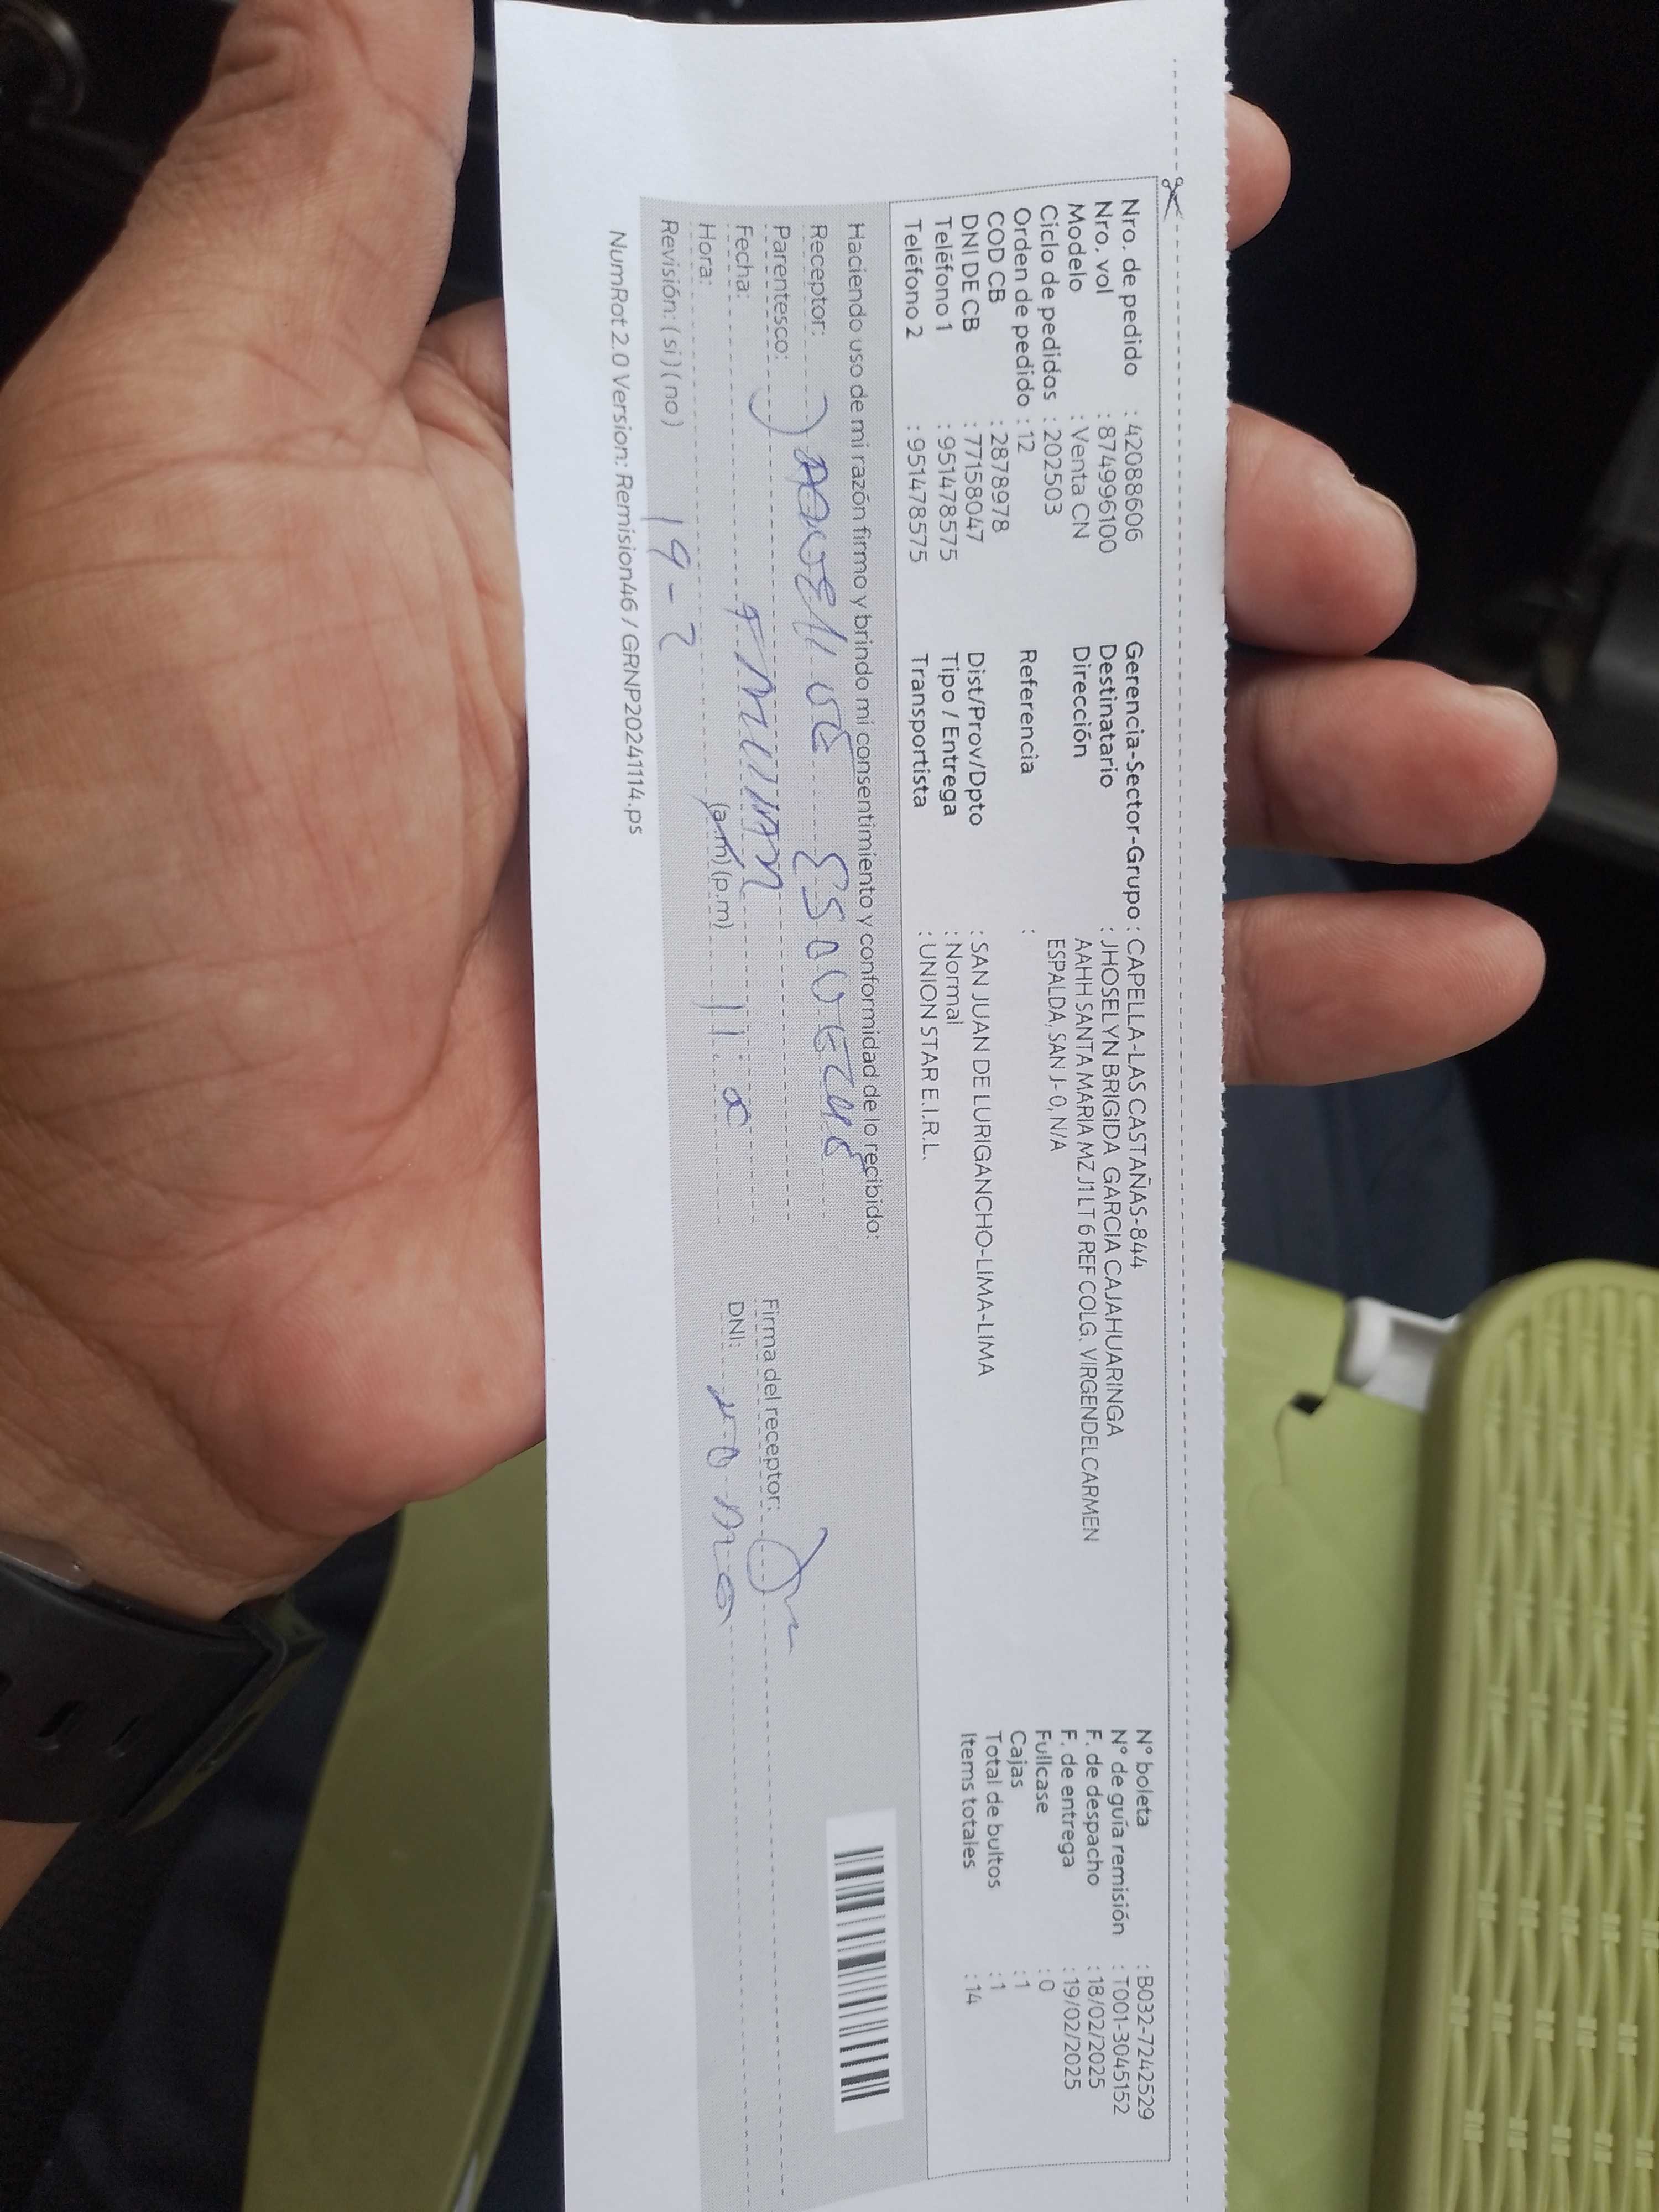 Nro. de pedido : 42088606
Nro. vol : 874996100
Modelo : Venta CN
Ciclo de pedidos : 202503
Orden de pedido : 12
COD CB : 2878978
DNI DE CB : 77158047
Teléfono 1 : 951478575
Teléfono 2 : 951478575
Gerencia-Sector-Grupo : CAPELLA-LAS CASTAÑAS-844
Destinatario : JHOSELYN BRIGIDA GARCIA CAJAHUARINGA
Dirección AAHH SANTA MARIA MZ J1 LT 6 REF COLG. VIRGENDELCARMEN
ESPALDA, SAN J- 0, N/A
Referencia :
Dist/Prov/Dpto : SAN JUAN DE LURIGANCHO-LIMA-LIMA
Tipo / Entrega : Normal
Transportista : UNION STAR E.I.R.L.
N° boleta : B032-7242529
N° de guía remisión : T001-3045152
F. de despacho : 18/02/2025
F. de entrega : 19/02/2025
Fullcase : 0
Cajas : 1
Total de bultos : 1
Items totales : 14
Haciendo uso de mi razón firmo y brindo mi consentimiento y conformidad de lo recibido:
Receptor:
Parentesco:
Fecha:
Hora: (a.m) (p.m) 11:
Revisión: ( si ) ( no ) 19-2
Firma del receptor:
DNI:
NumRot 2.0 Version: Remision46 / GRNP20241114.ps